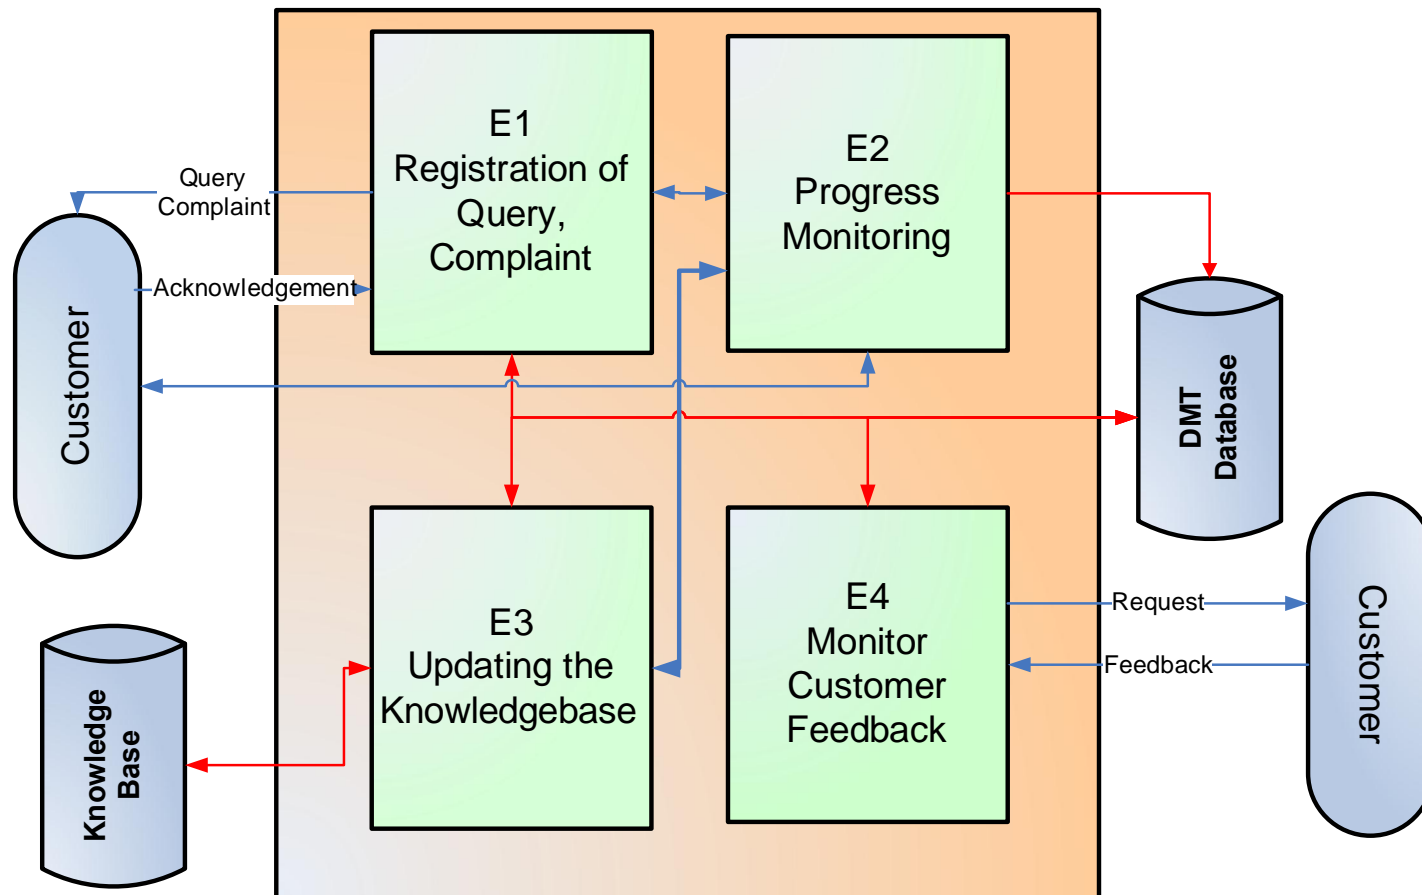 E1
Registration of
Query,
Complaint
E2
Progress
Monitoring
Query
Complaint
Acknowledgement
Customer
DMT
Database
E3
Updating the
Knowledgebase
E4
Monitor
Customer
Feedback
Request
Feedback
Customer
Knowledge
Base